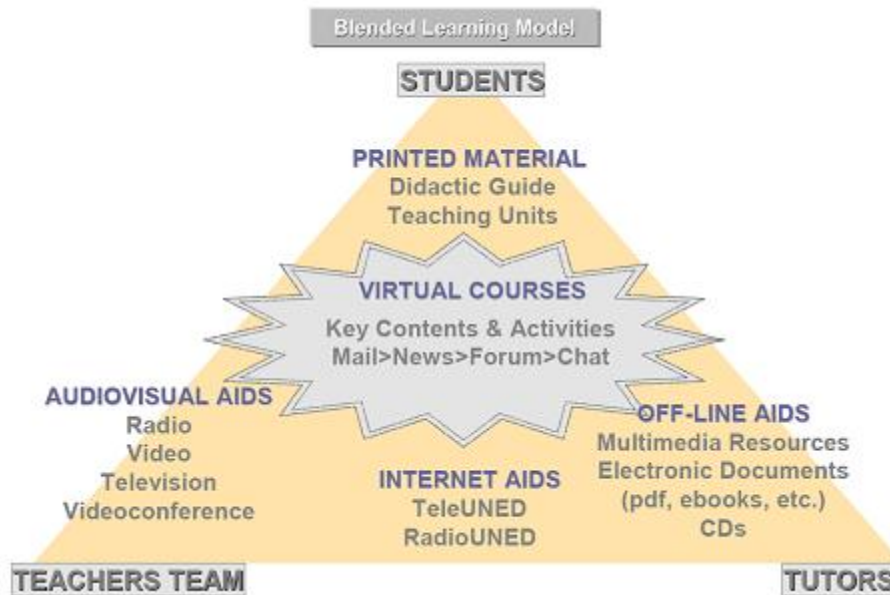 Blended Learning Model
STUDENTS
PRINTED MATERIAL
Didactic Guide
Teaching Units
VIRTUAL COURSES
Key Contents & Activities
Mail>News>Forum>Chat
AUDIOVISUAL AIDS
Radio
Video
Television
Videoconference
INTERNET AIDS
TeleUNED
RadioUNED
OFF-LINE AIDS
Multimedia Resources
Electronic Documents
(pdf, ebooks, etc.)
CDs
TEACHERS TEAM
TUTORS